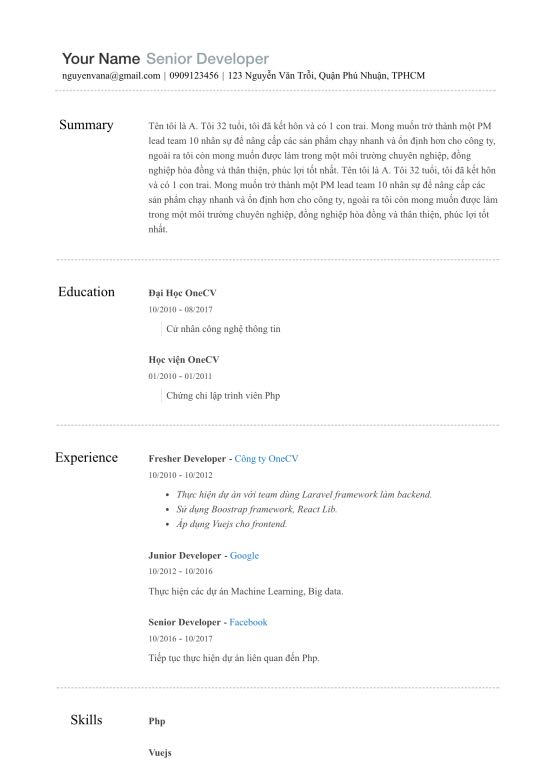 Your Name Senior Developer
nguyenvana@gmail.com | 0909123456 | 123 Nguyễn Văn Trỗi, Quận Phú Nhuận, TPHCM
Summary
Tên tôi là A. Tôi 32 tuổi, tôi đã kết hôn và có 1 con trai. Mong muốn trở thành một PM
lead team 10 nhân sự để nâng cấp các sản phẩm chạy nhanh và ổn định hơn cho công ty,
ngoài ra tôi còn mong muốn được làm trong một môi trường chuyên nghiệp, đồng
nghiệp hòa đồng và thân thiện, phúc lợi tốt nhất. Tên tôi là A. Tôi 32 tuổi, tôi đã kết hôn
và có 1 con trai. Mong muốn trở thành một PM lead team 10 nhân sự để nâng cấp các
sản phẩm chạy nhanh và ổn định hơn cho công ty, ngoài ra tôi còn mong muốn được làm
trong một môi trường chuyên nghiệp, đồng nghiệp hòa đồng và thân thiện, phúc lợi tốt
nhất.
Education
Đại Học OneCV
10/2010 - 08/2017
Cử nhân công nghệ thông tin
Học viện OneCV
01/2010 - 01/2011
Chứng chỉ lập trình viên Php
Experience
Fresher Developer - Công ty OneCV
10/2010 - 10/2012
• Thực hiện dự án với team dùng Laravel framework làm backend.
• Sử dụng Boostrap framework, React Lib.
• Áp dụng Vuejs cho frontend.
Junior Developer - Google
10/2012 - 10/2016
Thực hiện các dự án Machine Learning, Big data.
Senior Developer - Facebook
10/2016 - 10/2017
Tiếp tục thực hiện dự án liên quan đến Php.
Skills
Php
Vuejs